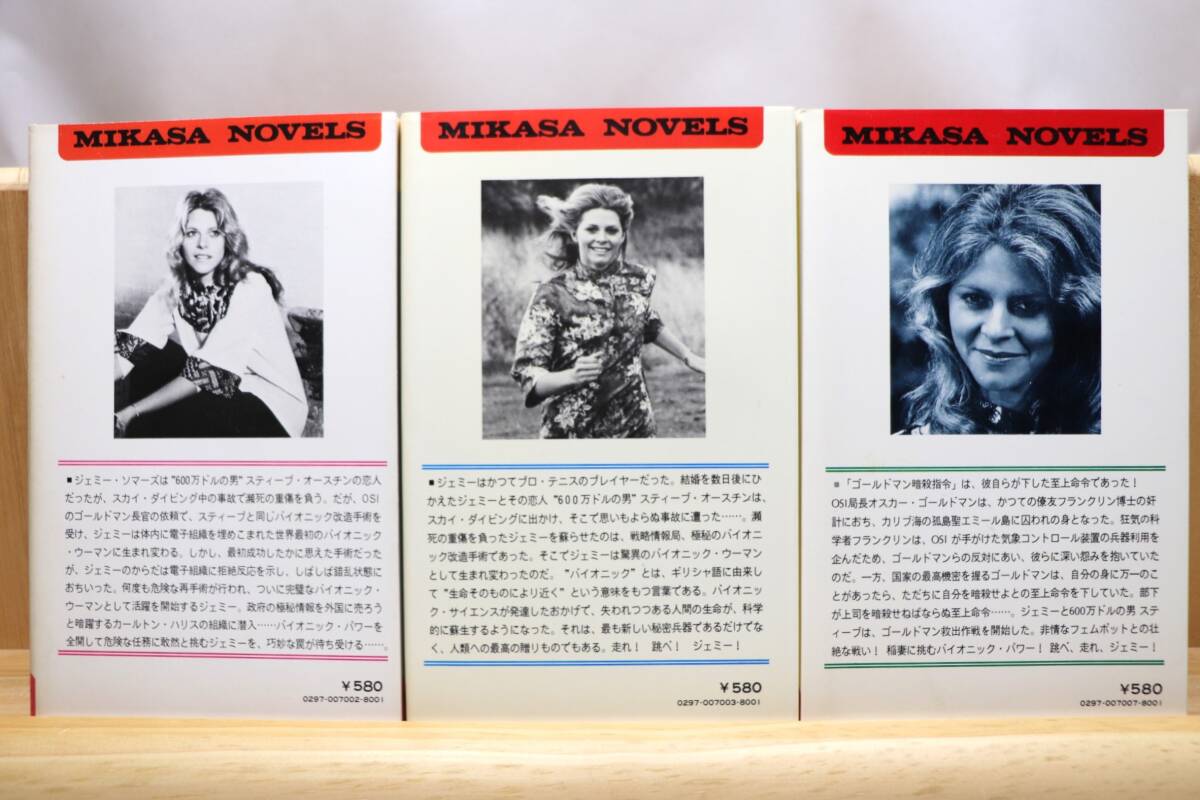 MIKASA NOVELS
■ジェミー・ソマーズは"600万ドルの男"スティーブ・オースチンの恋人
だったが、スカイ・ダイビング中の事故で瀕死の重傷を負う。だが、OSI
のゴールドマン長官の依頼で、スティーブと同じバイオニック改造手術を
受け、ジェミーは体内に電子組織を埋めこまれた世界最初のバイオニック
・ウーマンに生まれ変わる。しかし、最初成功したかに思えた手術だった
が、ジェミーのからだは電子組織に拒絶反応を示し、しばしば錯乱状態に
おちいった。何度も危険な再手術が行われ、ついに完璧なバイオニック・
ウーマンとして活躍を開始するジェミー。政府の極秘情報を外国に売ろう
と暗躍するカールトン・ハリスの組織に潜入……バイオニック・パワーを
全開して危険な任務に敢然と挑むジェミーを、巧妙な罠が待ち受ける……。
¥580
0297-007002-8001
MIKASA NOVELS
■ジェミーはかつてプロ・テニスのプレイヤーだった。結婚を数日後にひ
かえたジェミーとその恋人"600万ドルの男"スティーブ・オースチンは、
スカイ・ダイビングに出かけ、そこで思いもよらぬ事故に遭った……。瀕
死の重傷を負ったジェミーを蘇らせたのは、戦略情報局、極秘のバイオニ
ック改造手術であった。そこでジェミーは驚異のバイオニック・ウーマン
として生まれ変わったのだ。"バイオニック"とは、ギリシャ語に由来し
て"生命そのものにより近く"という意味をもつ言葉である。バイオニッ
ク・サイエンスが発達したおかげで、失われつつある人間の生命が、科学
的に蘇生するようになった。それは、最も新しい秘密兵器であるだけでな
く、人類への最高の贈りものでもある。走れ! 跳べ! ジェミー!
¥580
0297-007003-8001
MIKASA NOVELS
■「ゴールドマン暗殺指令」は、彼自らが下した至上命令であった!
OSI局長オスカー・ゴールドマンは、かつての僚友フランクリン博士の奸
計におち、カリブ海の孤島聖エミール島に囚われの身となった。狂気の科
学者フランクリンは、OSI が手がけた気象コントロール装置の兵器利用を
企んだため、ゴールドマンらの反対にあい、彼らに深い怨みを抱いていた
のだ。一方、国家の最高機密を握るゴールドマンは、自分の身に万一のこ
とがあったら、ただちに自分を暗殺せよとの至上命令を下していた。部下
が上司を暗殺せねばならぬ至上命令……。ジェミーと600万ドルの男 ステ
ィーブは、ゴールドマン救出作戦を開始した。非情なフェムボットとの壮
絶な戦い! 稲妻に挑むバイオニック・パワー! 跳べ、走れ、ジェミー!
¥580
0297-007007-8001